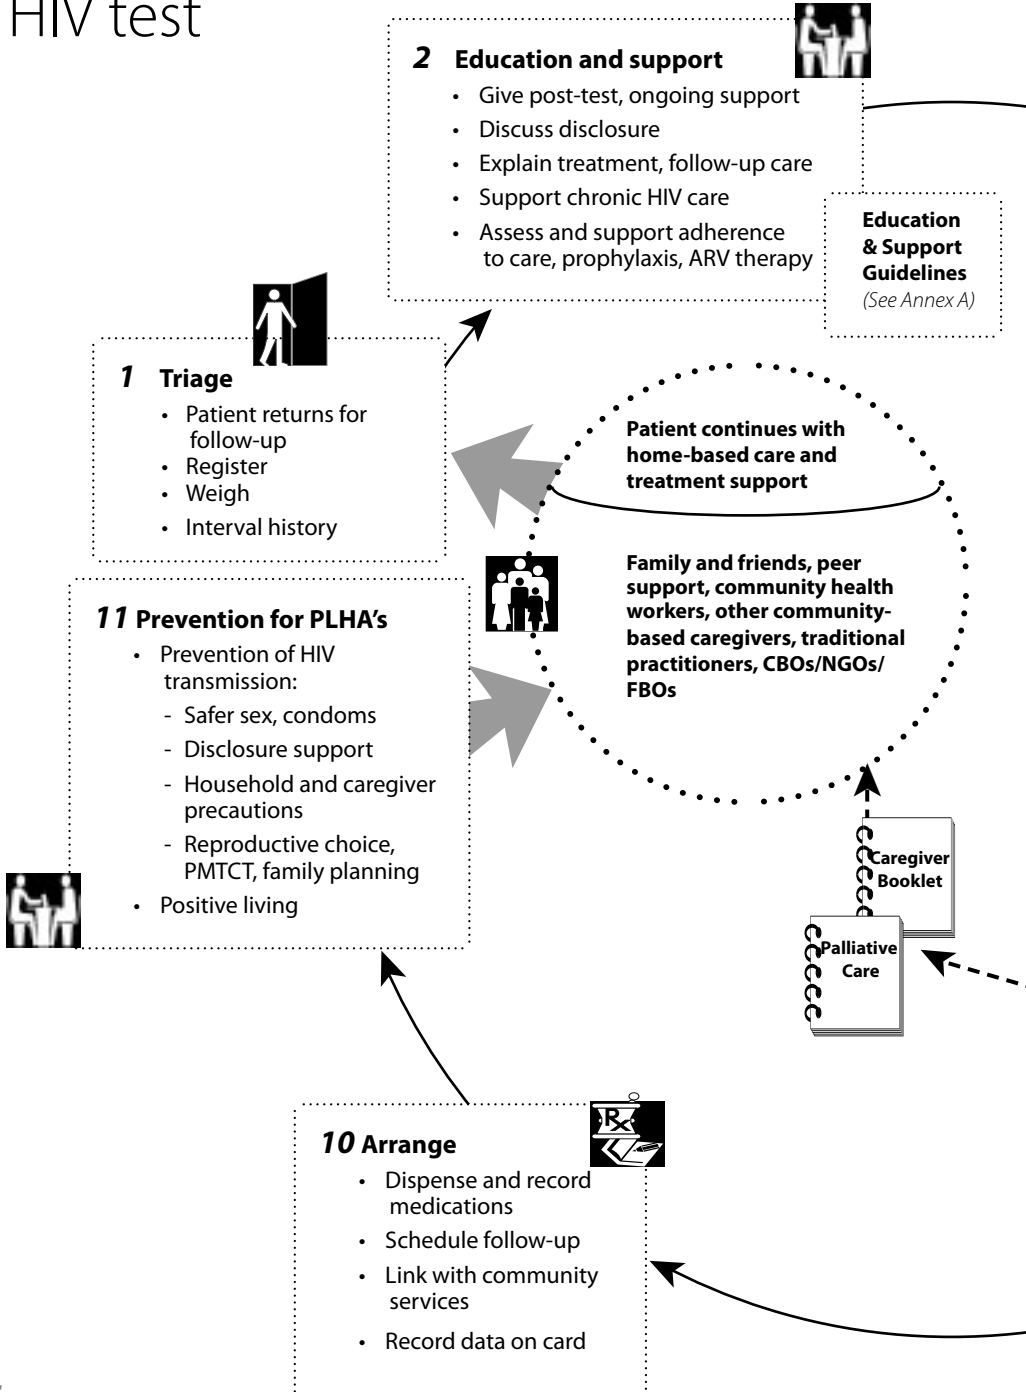 HIV test
2 Education and support
• Give post-test, ongoing support
• Discuss disclosure
• Explain treatment, follow-up care
• Support chronic HIV care
• Assess and support adherence
to care, prophylaxis, ARV therapy
Education
& Support
Guidelines
(See Annex A)
1 Triage
• Patient returns for
follow-up
• Register
• Weigh
• Interval history
Patient continues with
home-based care and
treatment support
Family and friends, peer
support, community health
workers, other community-
based caregivers, traditional
practitioners, CBOs/NGOs/
FBOs
11 Prevention for PLHA's
• Prevention of HIV
transmission:
- Safer sex, condoms
- Disclosure support
- Household and caregiver
precautions
- Reproductive choice,
PMTCT, family planning
• Positive living
Caregiver
Booklet
Palliative
Care
10 Arrange
Rx
• Dispense and record
medications
• Schedule follow-up
• Link with community
services
• Record data on card